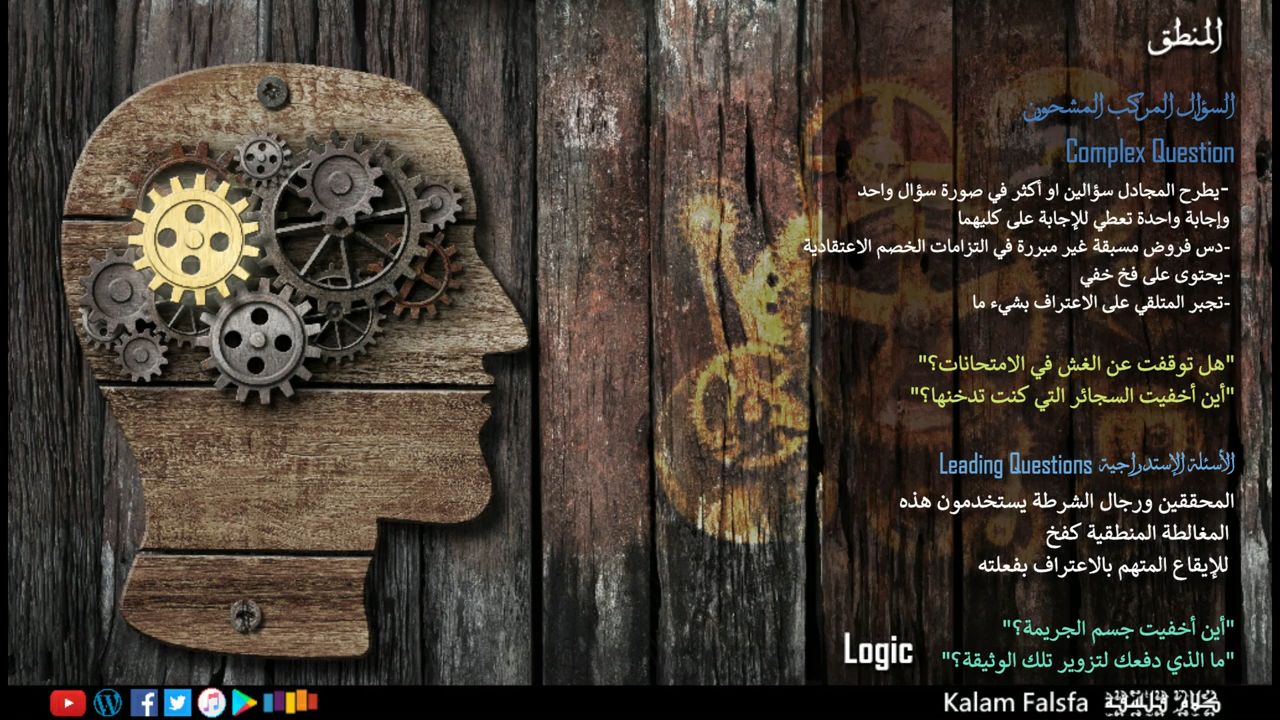 المنطق
السؤال المركب المشحون
Complex Question
-يطرح المجادل سؤالين او أكثر في صورة سؤال واحد
وإجابة واحدة تعطي للإجابة على كليهما
-دس فروض مسبقة غير مبررة في التزامات الخصم الاعتقادية
-يحتوى على فخ خفي
-تجبر المتلقي على الاعتراف بشيء ما
"هل توقفت عن الغش في الامتحانات؟"
"أين أخفيت السجائر التي كنت تدخنها؟"
الأسئلة الإستدراجية Leading Questions
المحققين ورجال الشرطة يستخدمون هذه
المغالطة المنطقية كفخ
للإيقاع المتهم بالاعتراف بفعلته
"أين أخفيت جسم الجريمة؟"
"ما الذي دفعك لتزوير تلك الوثيقة؟"
Logic
Kalam Falsfa كلام فلسفة